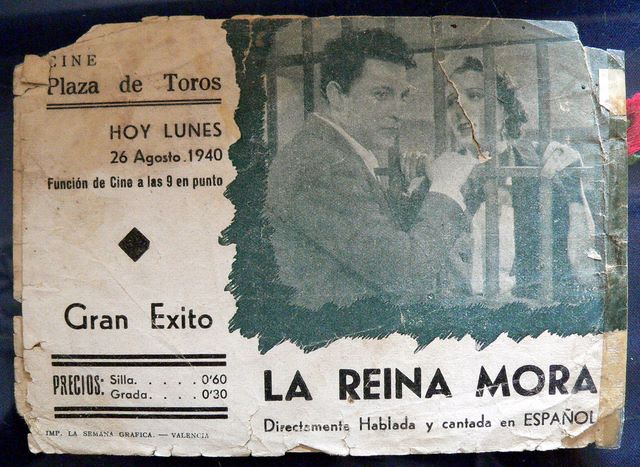 CINE
Plaza de Toros
HOY LUNES
26 Agosto.1940
Función de Cine a las 9 en punto
Gran Exito
PRECIOS: Silla. . . . . . 0'60
Grada. . . . . 0'30
IMP. LA SEMANA GRAFICA. — VALENCIA
LA REINA MORA
Directamente Hablada y cantada en ESPAÑOL